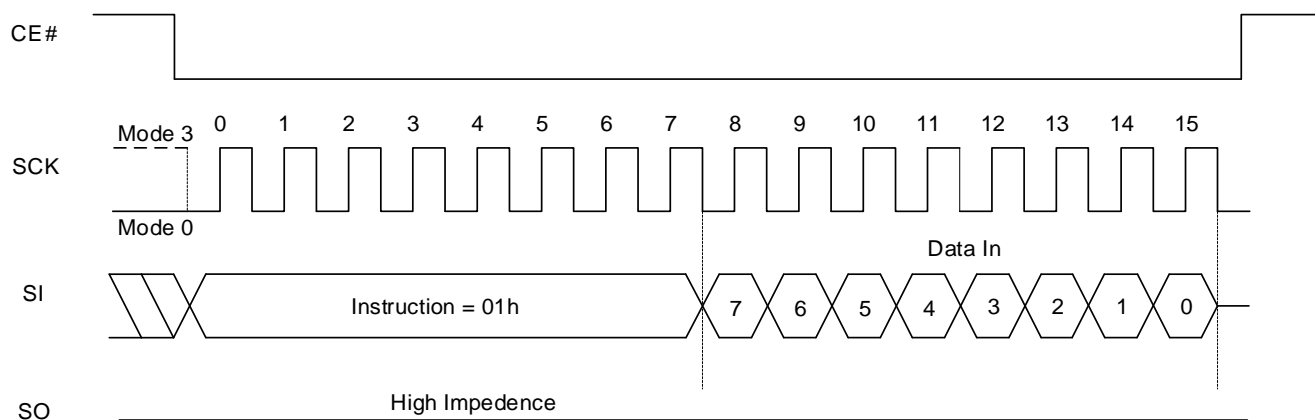 CE#
0 1 2 3 4 5 6 7 8 9 10 11 12 13 14 15
Mode 3
SCK
Mode 0
Data In
SI
Instruction = 01h
7 6 5 4 3 2 1 0
High Impedence
SO